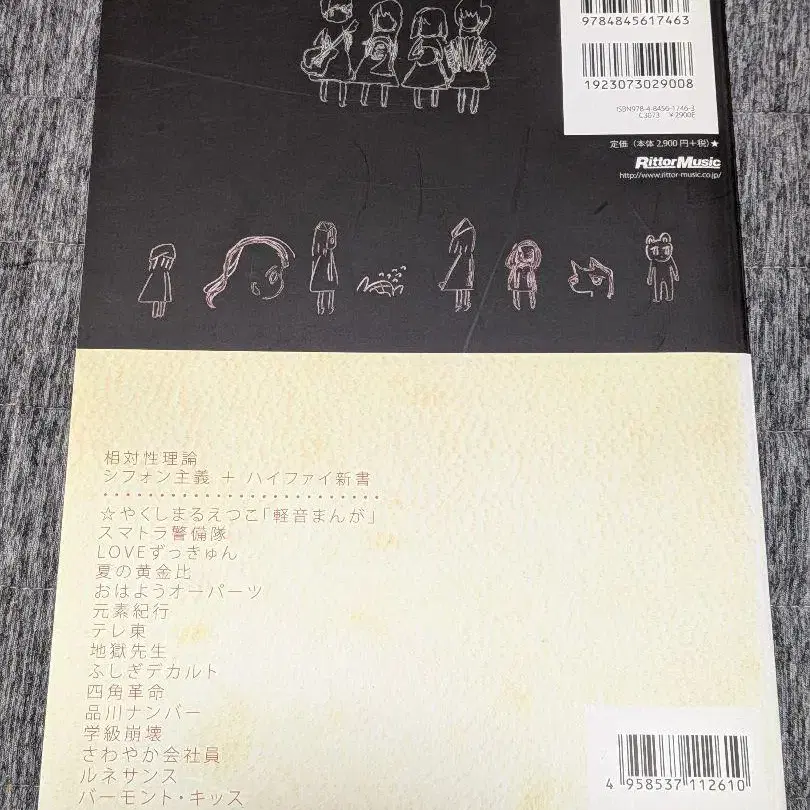 9784845617463
1923073029008
ISBN978-4-8456-1746-3
C3073 ¥2900E
定価(本体2,900円+税)★
RittorMusic
http://www.rittor-music.co.jp/
相対性理論
シフォン主義 + ハイファイ新書
☆やくしまるえつこ「軽音まんが」
スマトラ警備隊
LOVEずっきゅん
夏の黄金比
おはようオーパーツ
元素紀行
テレ東
地獄先生
ふしぎデカルト
四角革命
品川ナンバー
学級崩壊
さわやか会社員
ルネサンス
バーモント・キッス
4 958537 112610